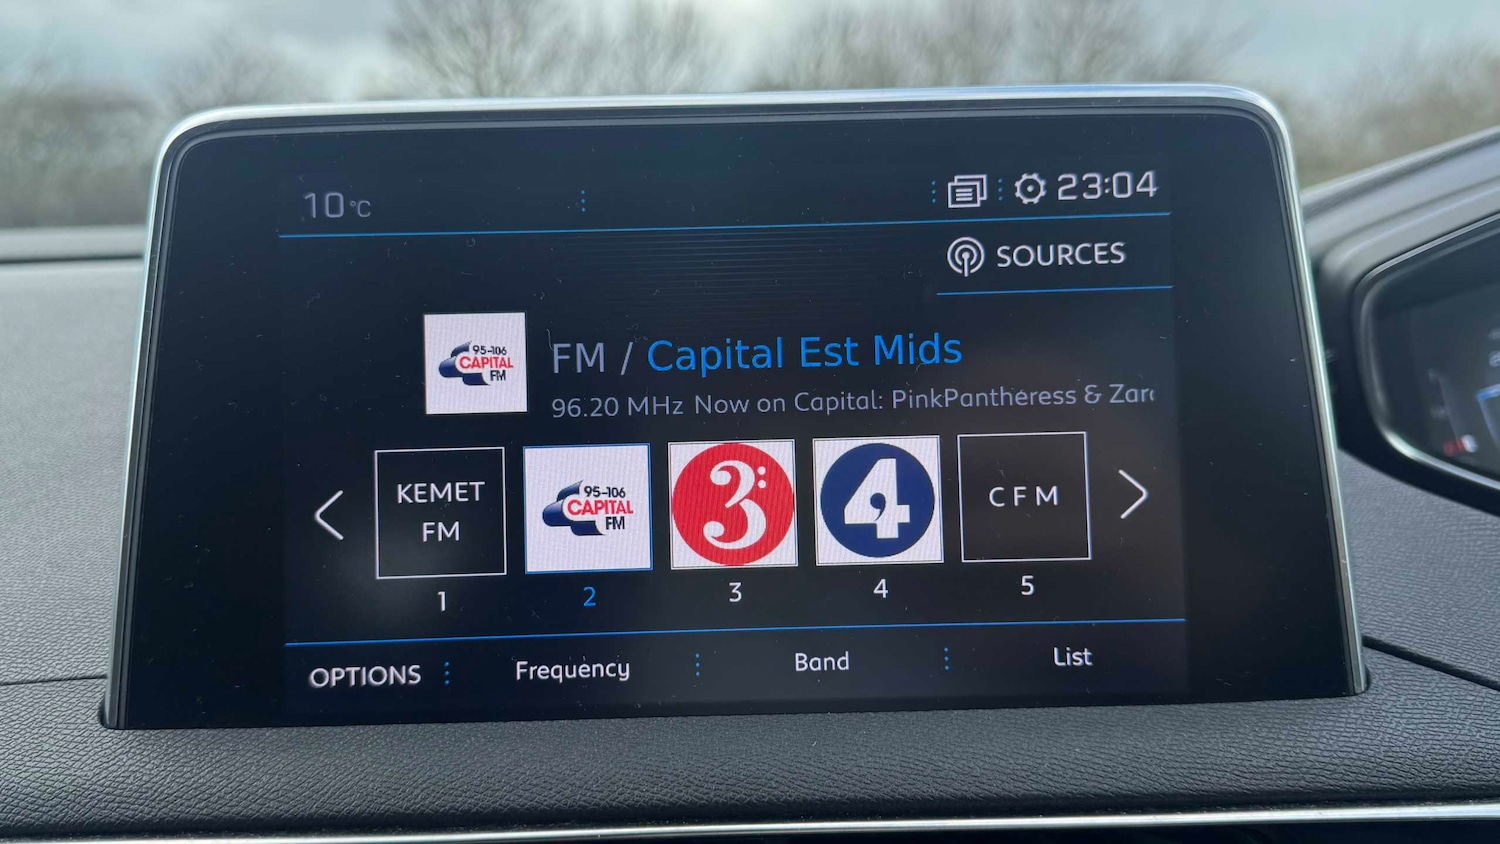 10 °C
23:04
SOURCES
95-106
CAPITAL
FM
FM / Capital Est Mids
96.20 MHz Now on Capital: PinkPantheress & Zar
KEMET
FM
95-106
CAPITAL
FM
3:
4
CFM
1
2
3
4
5
OPTIONS
Frequency
Band
List